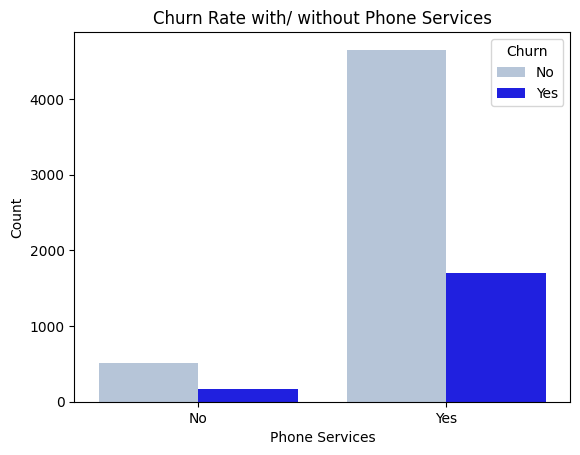 Churn Rate with/ without Phone Services
Churn
No
Yes
Count
4000
3000
2000
1000
0
No
Yes
Phone Services